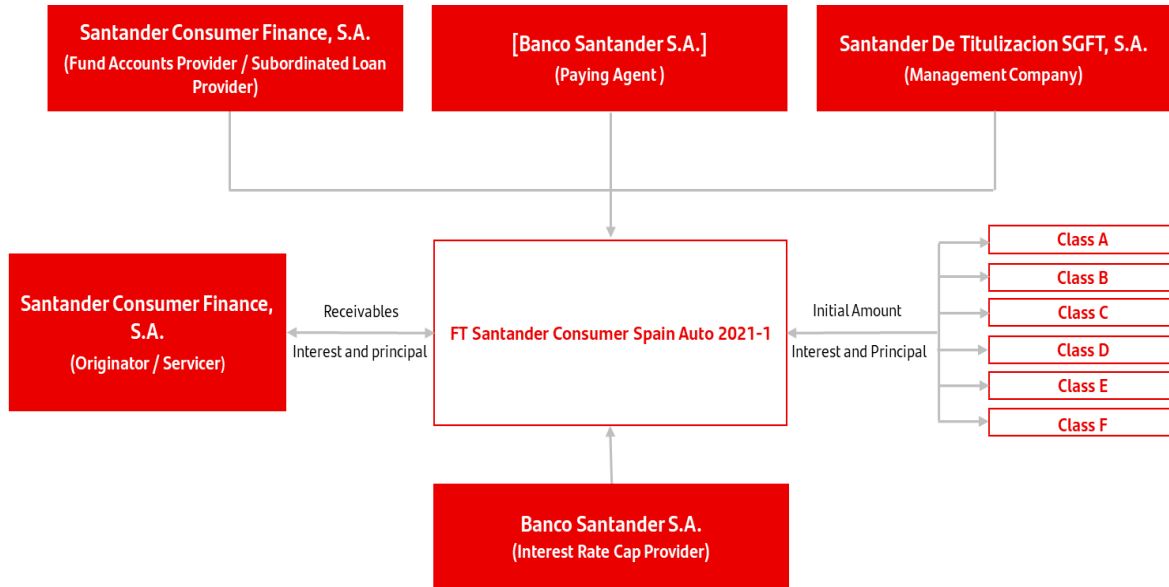 Santander Consumer Finance, S.A.
(Fund Accounts Provider / Subordinated Loan
Provider)
[Banco Santander S.A.]
(Paying Agent )
Santander De Titulizacion SGFT, S.A.
(Management Company)
Santander Consumer Finance,
S.A.
(Originator / Servicer)
Receivables
Interest and principal
FT Santander Consumer Spain Auto 2021-1
Initial Amount
Interest and Principal
Class A
Class B
Class C
Class D
Class E
Class F
Banco Santander S.A.
(Interest Rate Cap Provider)